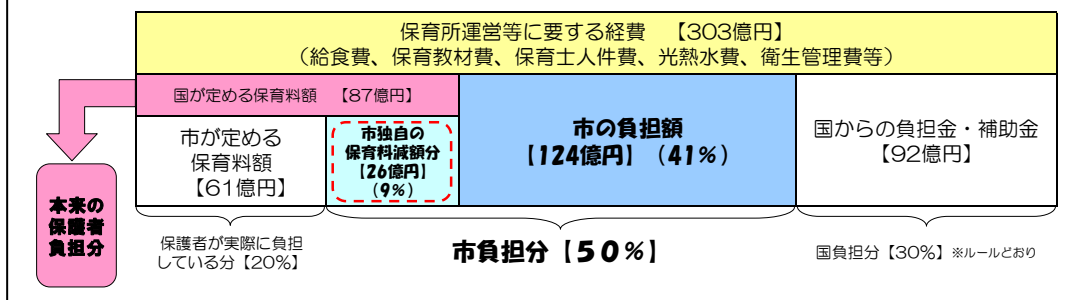 保育所運営等に要する経費　【303億円】
（給食費、保育教材費、保育士人件費、光熱水費、衛生管理費等）
国が定める保育料額　【87億円】
市が定める
保育料額
【61億円】
市独自の
保育料減額分
【26億円】
（9％）
市の負担額
【124億円】（41％）
国からの負担金・補助金
【92億円】
本来の
保護者
負担分
保護者が実際に負担
している分【20％】
市負担分【50％】
国負担分【30％】※ルールどおり